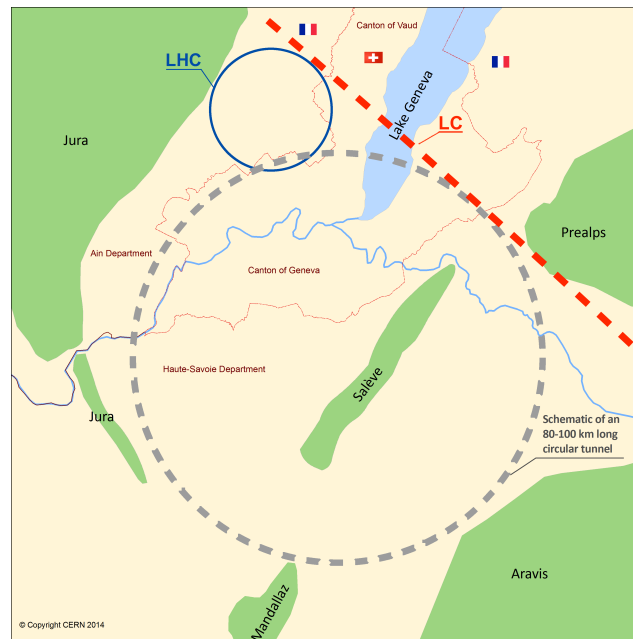 Canton of Vaud
LHC
Lake Geneva
LC
Jura
Prealps
Ain Department
Canton of Geneva
Haute-Savoie Department
Salève
Jura
Schematic of an
80-100 km long
circular tunnel
Aravis
Mandallaz
© Copyright CERN 2014